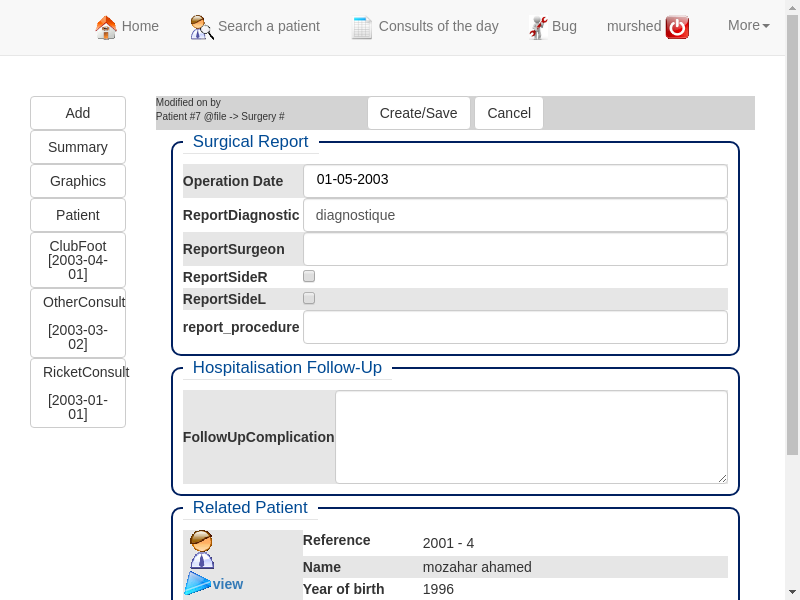 Home Search a patient Consults of the day Bug murshed More
Add
Summary
Graphics
Patient
ClubFoot
[2003-04-
01]
OtherConsult
[2003-03-
02]
RicketConsult
[2003-01-
01]
Modified on by
Patient #7 @file -> Surgery #
Create/Save Cancel
Surgical Report
Operation Date 01-05-2003
ReportDiagnostic diagnostique
ReportSurgeon
ReportSideR
ReportSideL
report_procedure
Hospitalisation Follow-Up
FollowUpComplication
Related Patient
view
Reference 2001 - 4
Name mozahar ahamed
Year of birth 1996